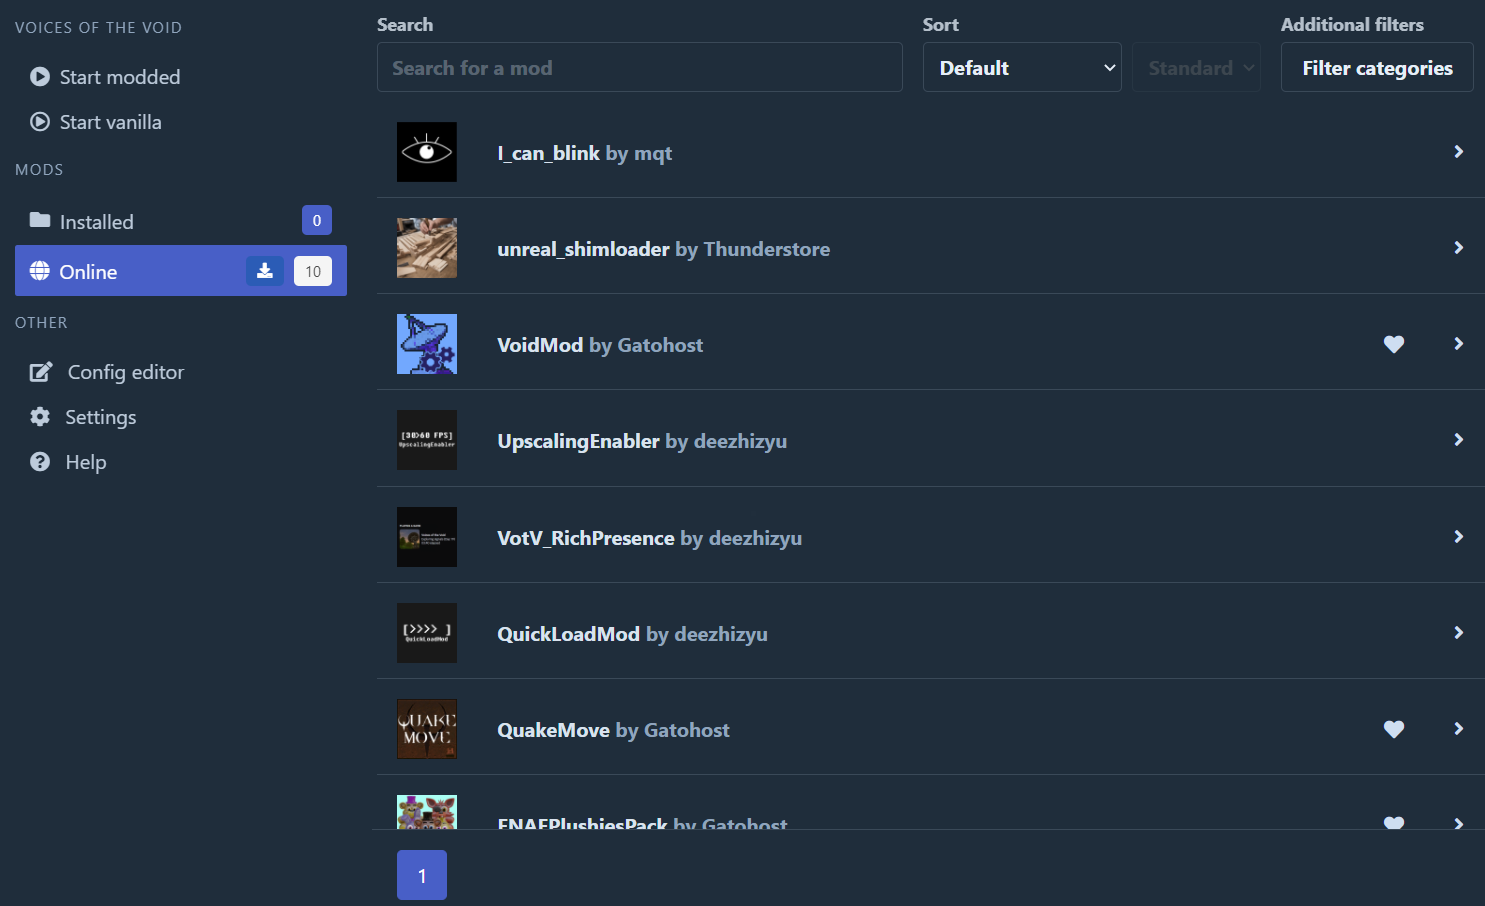 VOICES OF THE VOID
Start modded
Start vanilla
MODS
Installed 0
Online 10
OTHER
Config editor
Settings
Help
Search
Search for a mod
Sort
Default
Standard
Additional filters
Filter categories
I_can_blink by mqt
unreal_shimloader by Thunderstore
VoidMod by Gatohost
[30>60 FPS]
UpscalingEnabler
UpscalingEnabler by deezhizyu
VotV_RichPresence by deezhizyu
[>>>> ]
QuickLoadMod
QuickLoadMod by deezhizyu
QUAKE
MOVE
QuakeMove by Gatohost
FNAFPlushiesPack by Gatohost
1